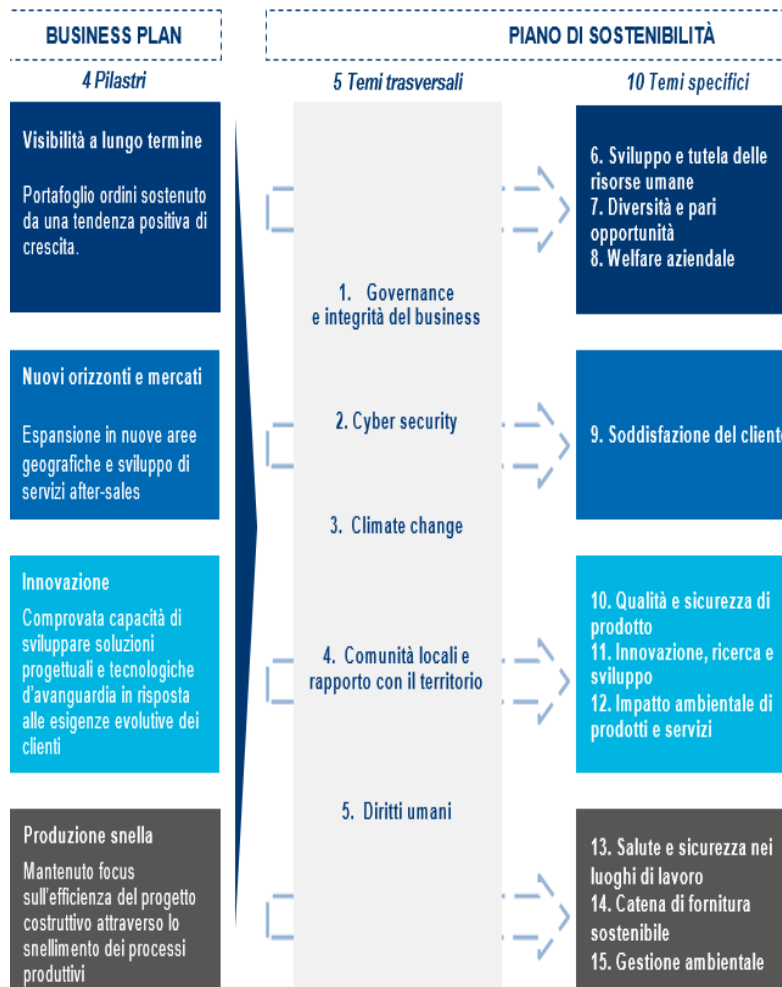 BUSINESS PLAN
PIANO DI SOSTENIBILITÀ
4 Pilastri
5 Temi trasversali
10 Temi specifici
Visibilità a lungo termine
Portafoglio ordini sostenuto
da una tendenza positiva di
crescita.
Nuovi orizzonti e mercati
Espansione in nuove aree
geografiche e sviluppo di
servizi after-sales
Innovazione
Comprovata capacità di
sviluppare soluzioni
progettuali e tecnologiche
d'avanguardia in risposta
alle esigenze evolutive dei
clienti
Produzione snella
Mantenuto focus
sull'efficienza del progetto
costruttivo attraverso lo
snellimento dei processi
produttivi
1. Governance
e integrità del business
2. Cyber security
3. Climate change
4. Comunità locali e
rapporto con il territorio
5. Diritti umani
6. Sviluppo e tutela delle
risorse umane
7. Diversità e pari
opportunità
8. Welfare aziendale
9. Soddisfazione del cliente
10. Qualità e sicurezza di
prodotto
11. Innovazione, ricerca e
sviluppo
12. Impatto ambientale di
prodotti e servizi
13. Salute e sicurezza nei
luoghi di lavoro
14. Catena di fornitura
sostenibile
15. Gestione ambientale